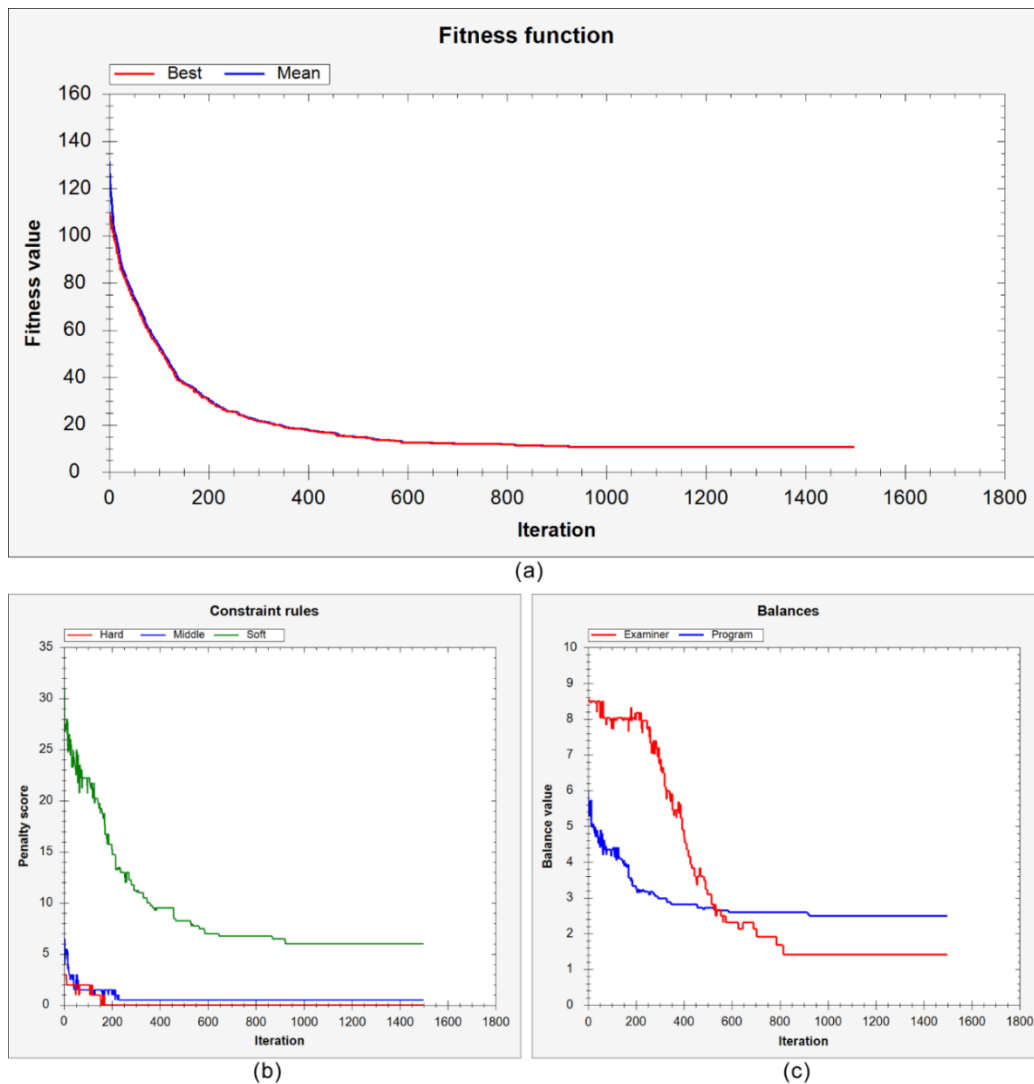 Fitness function
Best Mean
160
140
120
100
80
60
40
20
0
Fitness value
0 200 400 600 800 1000 1200 1400 1600 1800
Iteration
(a)
Constraint rules
Hard Middle Soft
35
30
25
20
15
10
5
0
Penalty score
0 200 400 600 800 1000 1200 1400 1600 1800
Iteration
(b)
Balances
Examiner Program
10
9
8
7
6
5
4
3
2
1
0
Balance value
0 200 400 600 800 1000 1200 1400 1600 1800
Iteration
(c)